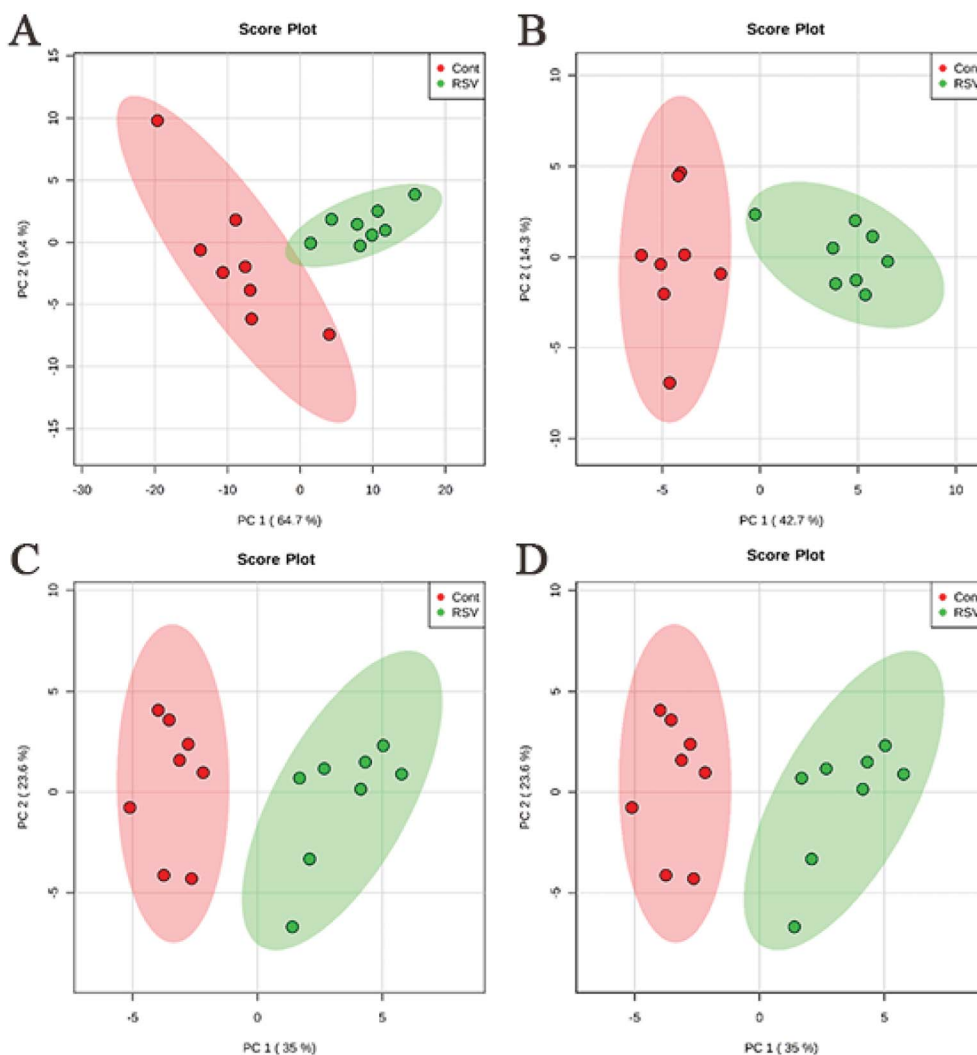 A
Score Plot
Cont
RSV
PC 2 ( 9.4 %)
15
10
5
0
-5
-10
-15
-30 -20 -10 0 10 20
PC 1 ( 64.7 %)
B
Score Plot
Cont
RSV
PC 2 ( 14.3 %)
10
5
0
-5
-10
-5 0 5 10
PC 1 ( 42.7 %)
C
Score Plot
Cont
RSV
PC 2 ( 23.6 %)
10
5
0
-5
-5 0 5
PC 1 ( 35 %)
D
Score Plot
Con
RSV
PC 2 ( 23.6 %)
10
5
0
-5
-5 0 5
PC 1 ( 35 %)